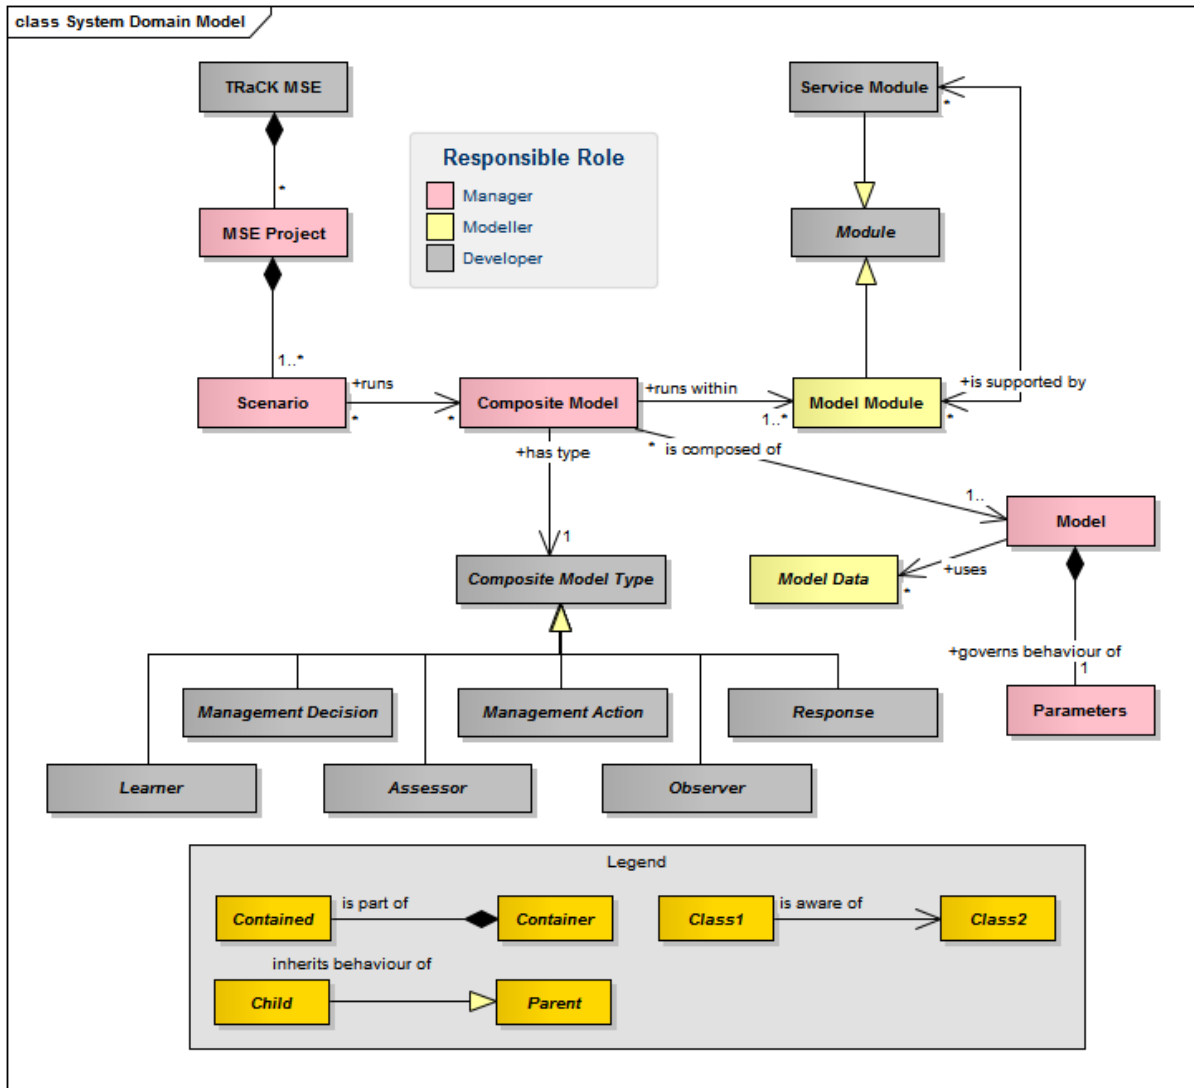 class System Domain Model
TRaCK MSE
Service Module
*
Responsible Role
Manager
Modeller
Developer
*
MSE Project
Module
1..*
+runs
+runs within
+is supported by
Scenario
Composite Model
Model Module
*
*
1..*
*
+has type
* is composed of
1..
Model
1
+uses
Composite Model Type
Model Data
*
+governs behaviour of
1
Management Decision
Management Action
Response
Parameters
Learner
Assessor
Observer
Legend
Contained
is part of
Container
Class1
is aware of
Class2
inherits behaviour of
Child
Parent